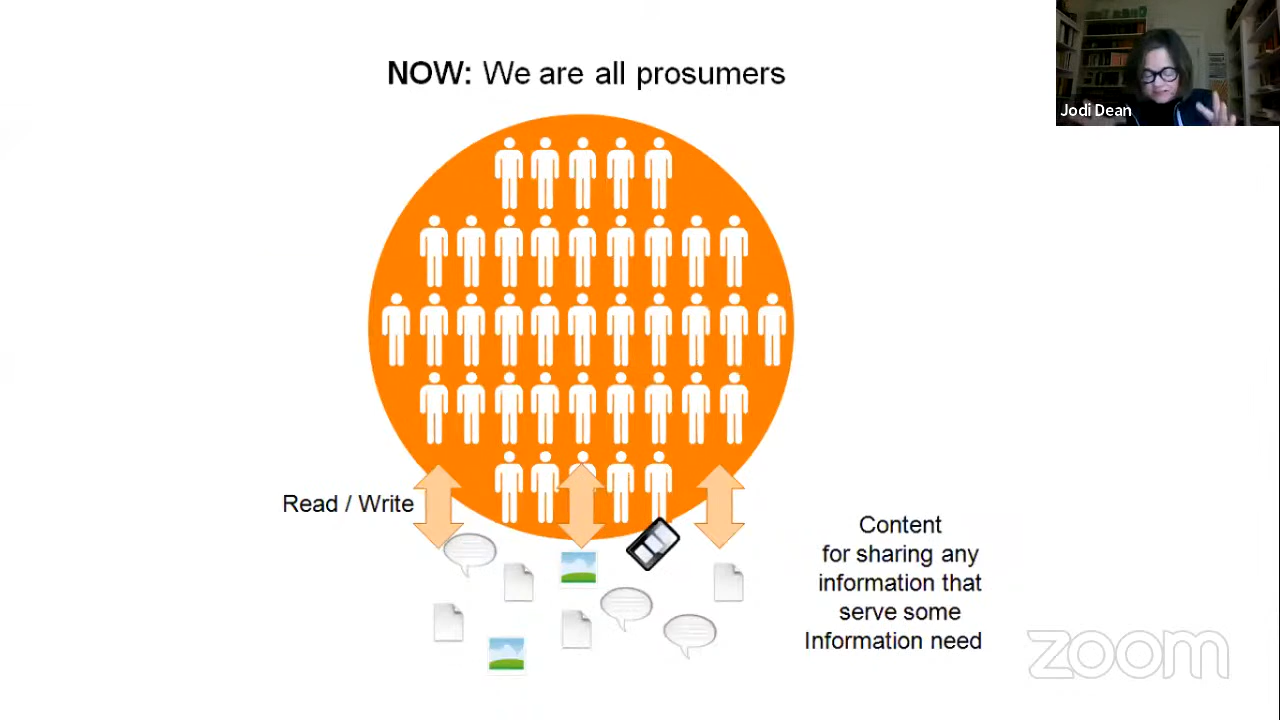 NOW: We are all prosumers
Jodi Dean
Read / Write
Content
for sharing any
information that
serve some
Information need
zoom